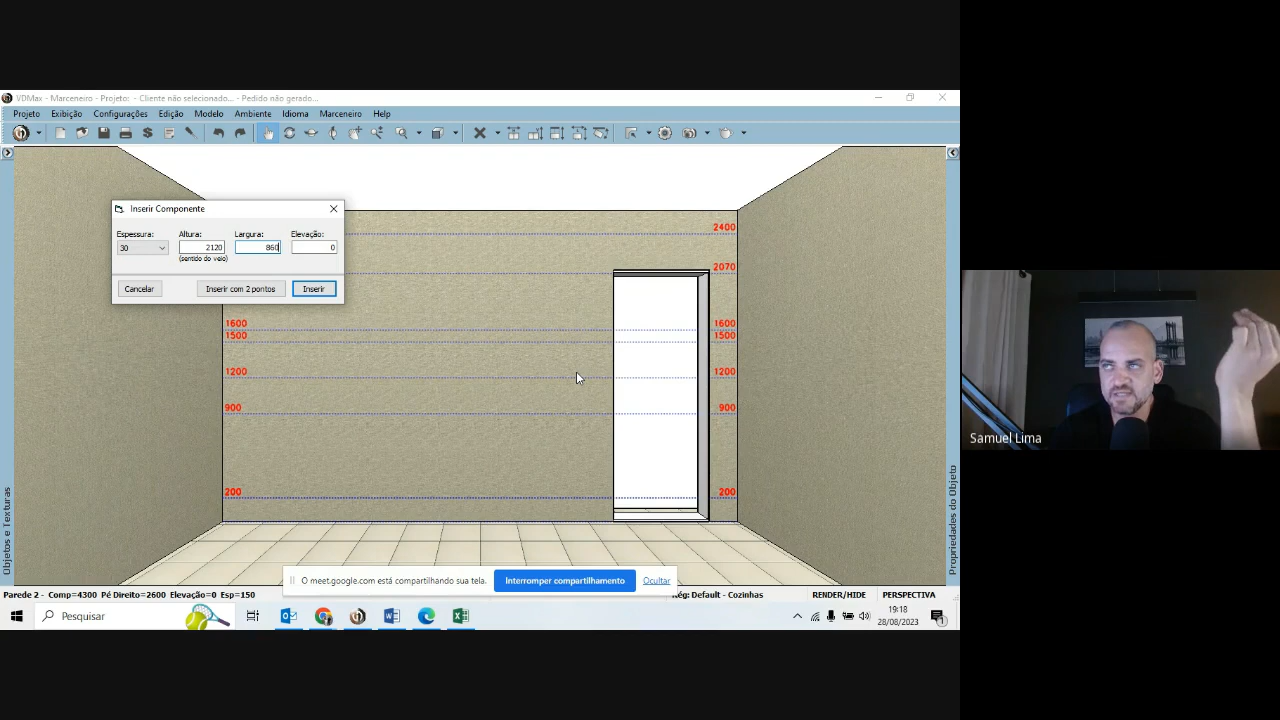 VDMax - Marceneiro - Projeto: - Cliente não selecionado... - Pedido não gerado...
Projeto Exibição Configurações Edição Modelo Ambiente Idioma Marceneiro Help
Inserir Componente
Espessura: Altura: Largura: Elevação:
30 2120 860 0
(sentido do veio)
Cancelar Inserir com 2 pontos Inserir
2400
2070
1600 1600
1500 1500
1200 1200
900 900
200 200
Objetos e Texturas
Propriedades do Objeto
Samuel Lima
O meet.google.com está compartilhando sua tela. Interromper compartilhamento Ocultar
Parede 2 - Comp=4300 Pé Direito=2600 Elevação=0 Esp=150 Rég: Default - Cozinhas RENDER/HIDE PERSPECTIVA
Pesquisar
19:18
28/08/2023
1